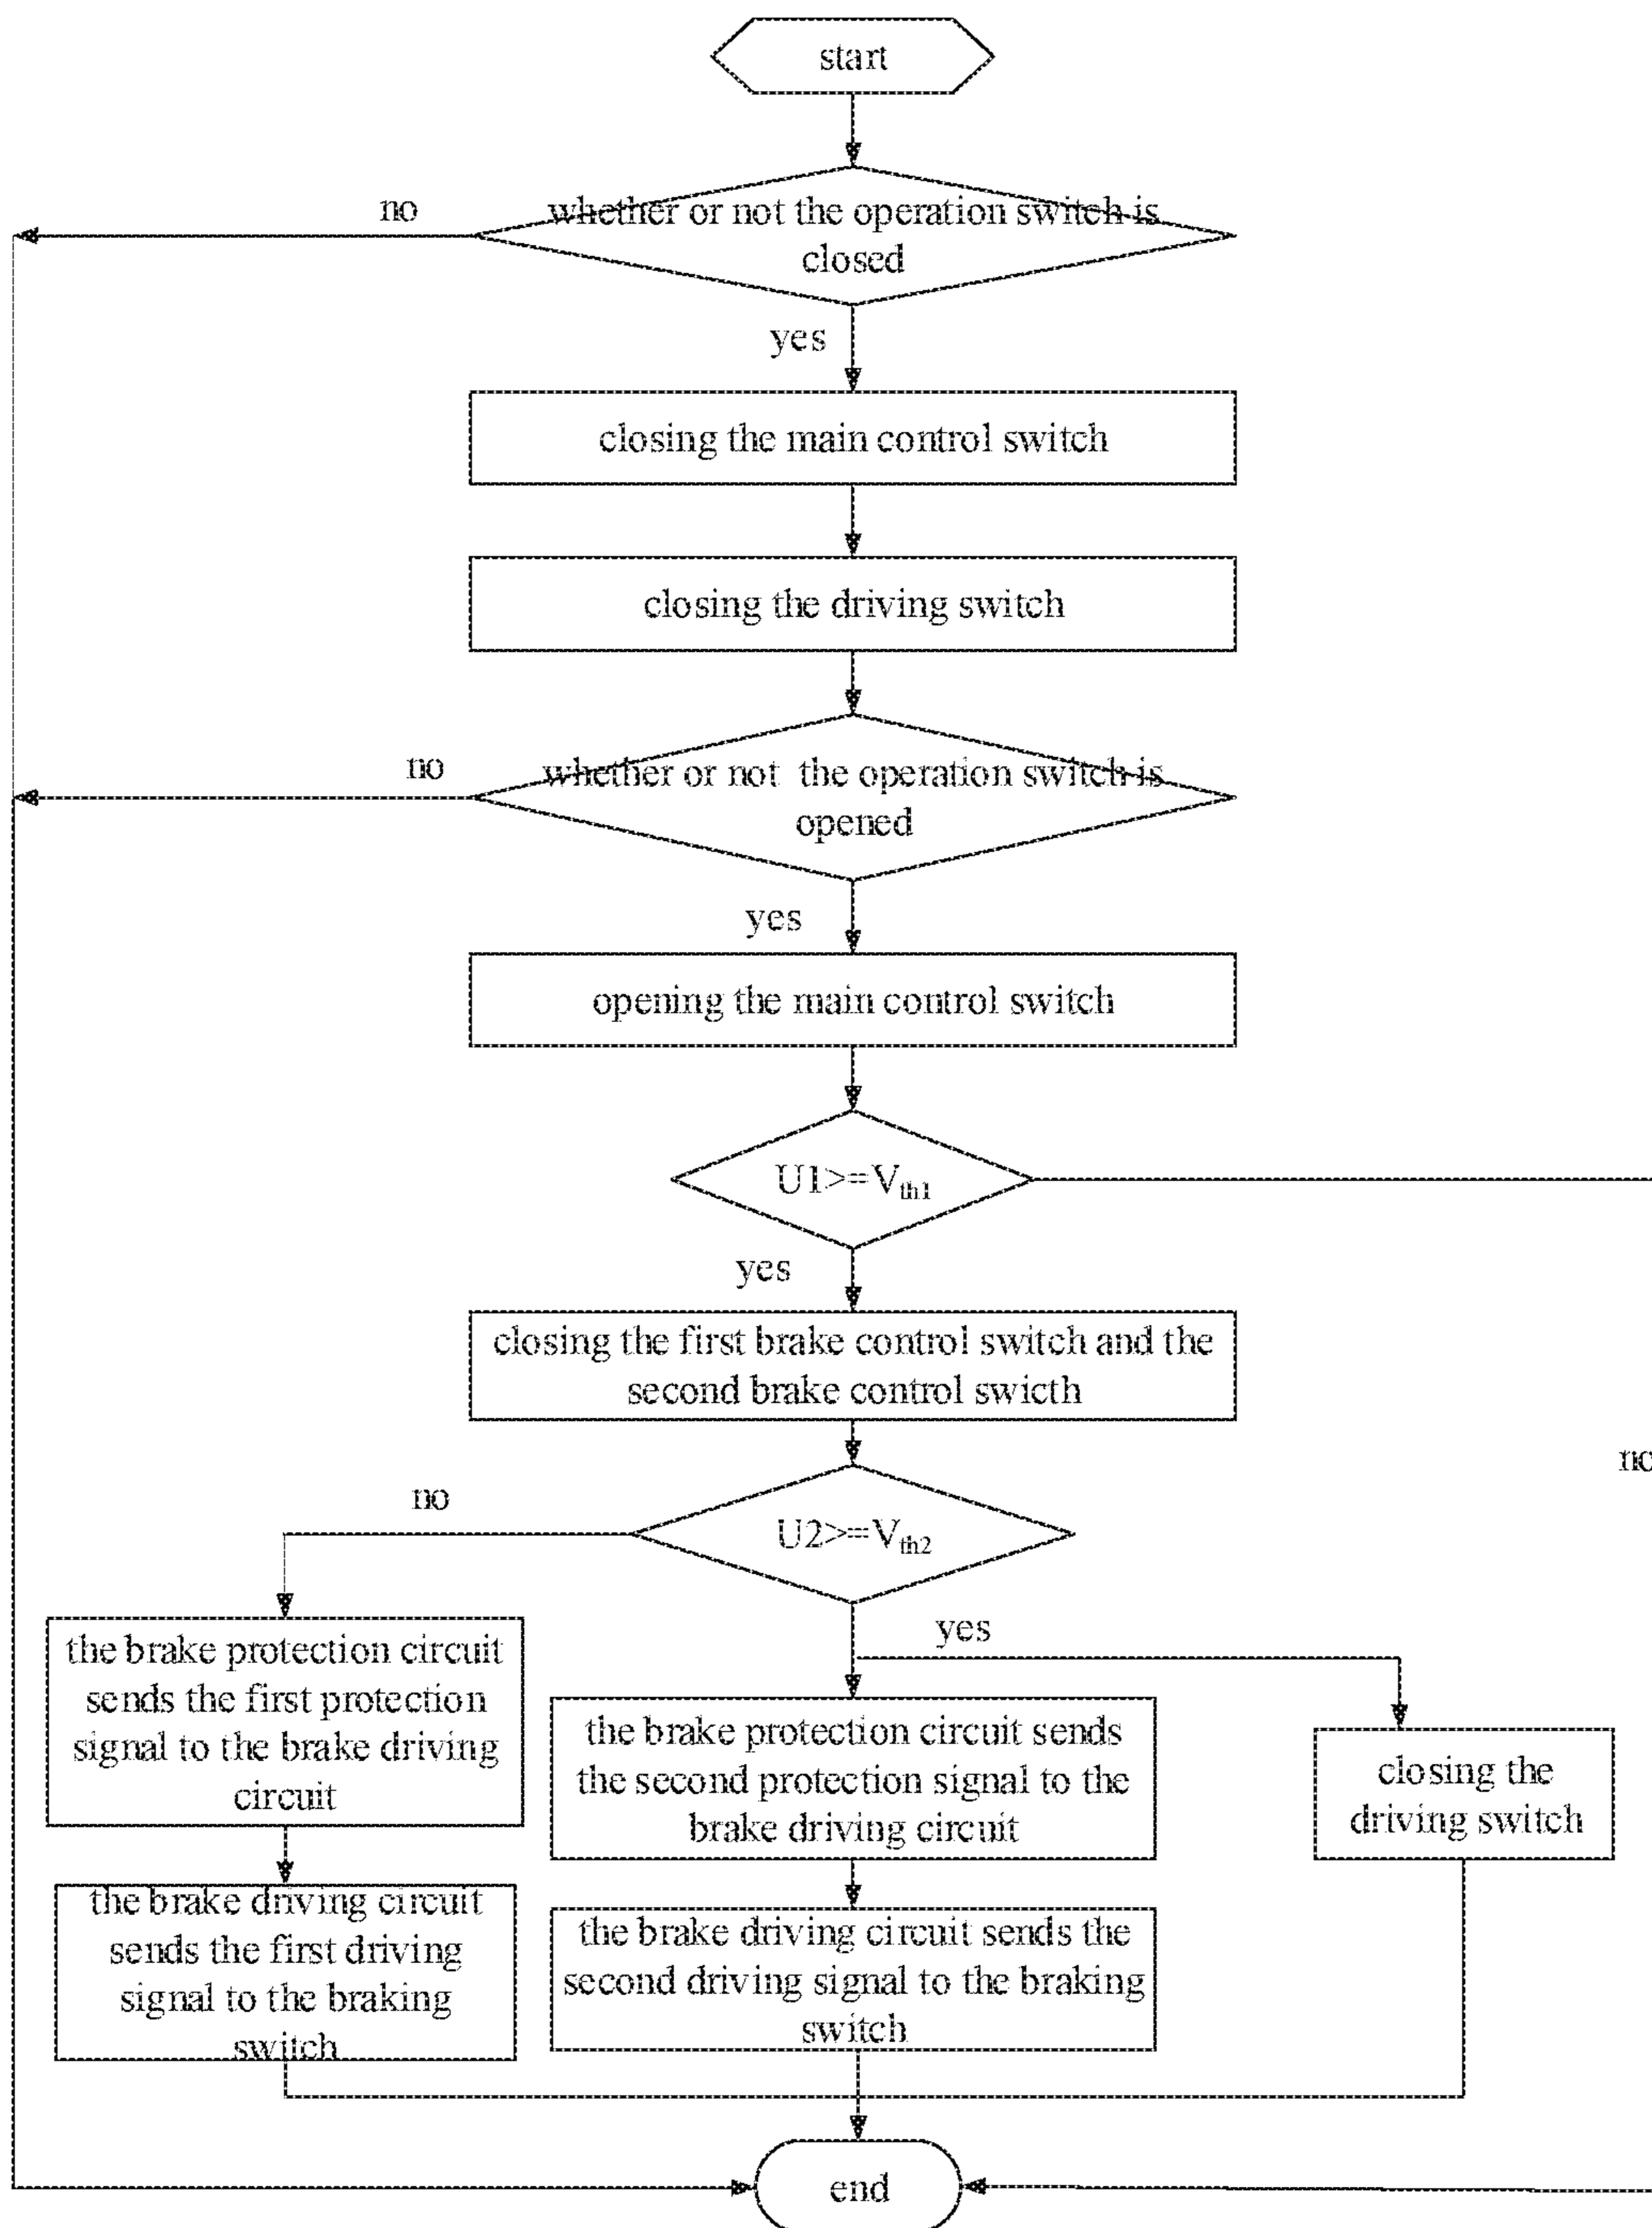 start
no
whether or not the operation switch is
closed
yes
closing the main control switch
closing the driving switch
no
whether or not the operation switch is
opened
yes
opening the main control switch
U1>=Vth1
yes
closing the first brake control switch and the
second brake control swicth
no
no
U2>=Vth2
yes
the brake protection circuit
sends the first protection
signal to the brake driving
circuit
the brake protection circuit sends
the second protection signal to the
brake driving circuit
closing the
driving switch
the brake driving circuit
sends the first driving
signal to the braking
switch
the brake driving circuit sends the
second driving signal to the braking
switch
end